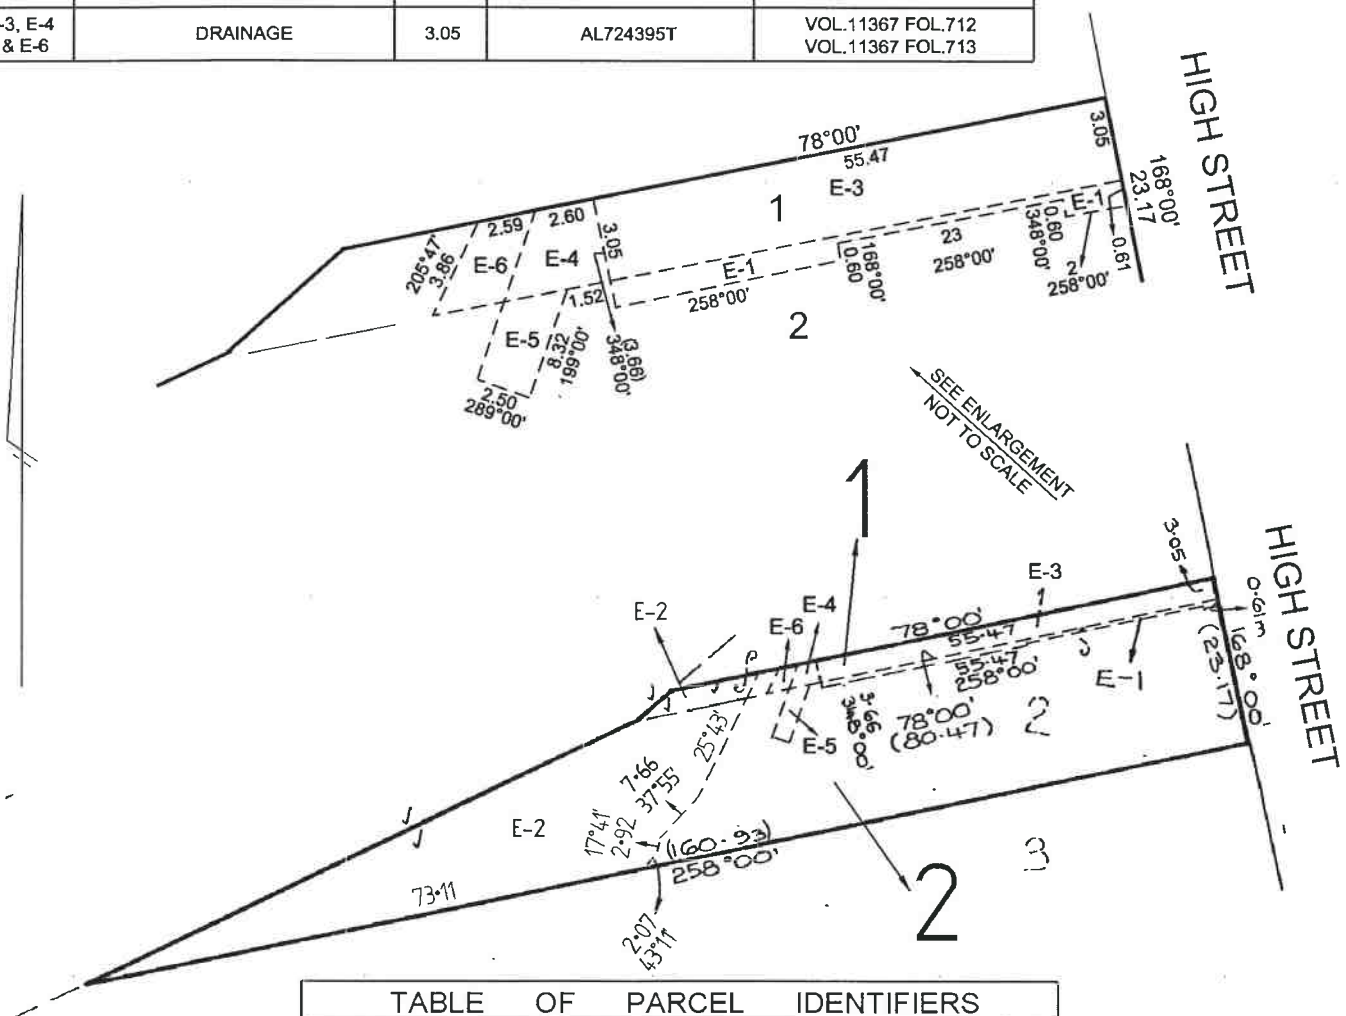 -3, E-4
& E-6
DRAINAGE
3.05
AL724395T
VOL.11367 FOL.712
VOL.11367 FOL.713
HIGH STREET
78°00'
55.47
3.05
E-3
1
168°00'
23.17
2.59
2.60
3.05
205°47'
3.86
E-6
E-4
E-1
258°00'
168°00'
0.60
23
258°00'
0.60
348°00'
E-1
2
258°00'
0.61
1.52
E-5
8.32
199°00'
(3.66)
348°00'
2
2.50
289°00'
SEE ENLARGEMENT
NOT TO SCALE
1
HIGH STREET
3.05
E-3
1
E-2
E-4
E-6
78°00'
55.47
0.61m
168°00'
(23.17)
55.47
258°00'
E-1
3.66
348°00'
78°00'
(80.47)
2
E-5
25°43'
7.66
37°55'
17°41'
2.92
E-2
(160.93)
258°00'
3
73.11
2
2.07
43°11'
TABLE OF PARCEL IDENTIFIERS